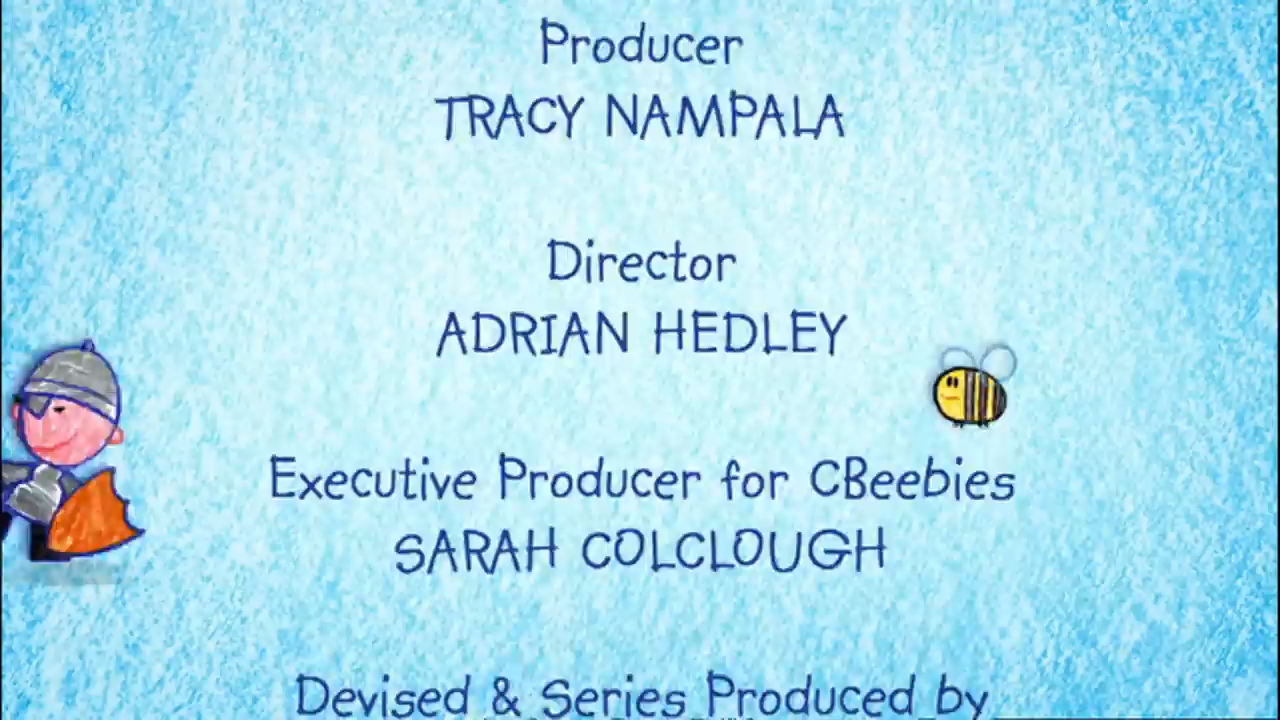 Producer
TRACY NAMPALA
Director
ADRIAN HEDLEY
Executive Producer for CBeebies
SARAH COLCLOUGH
Devised & Series Produced by